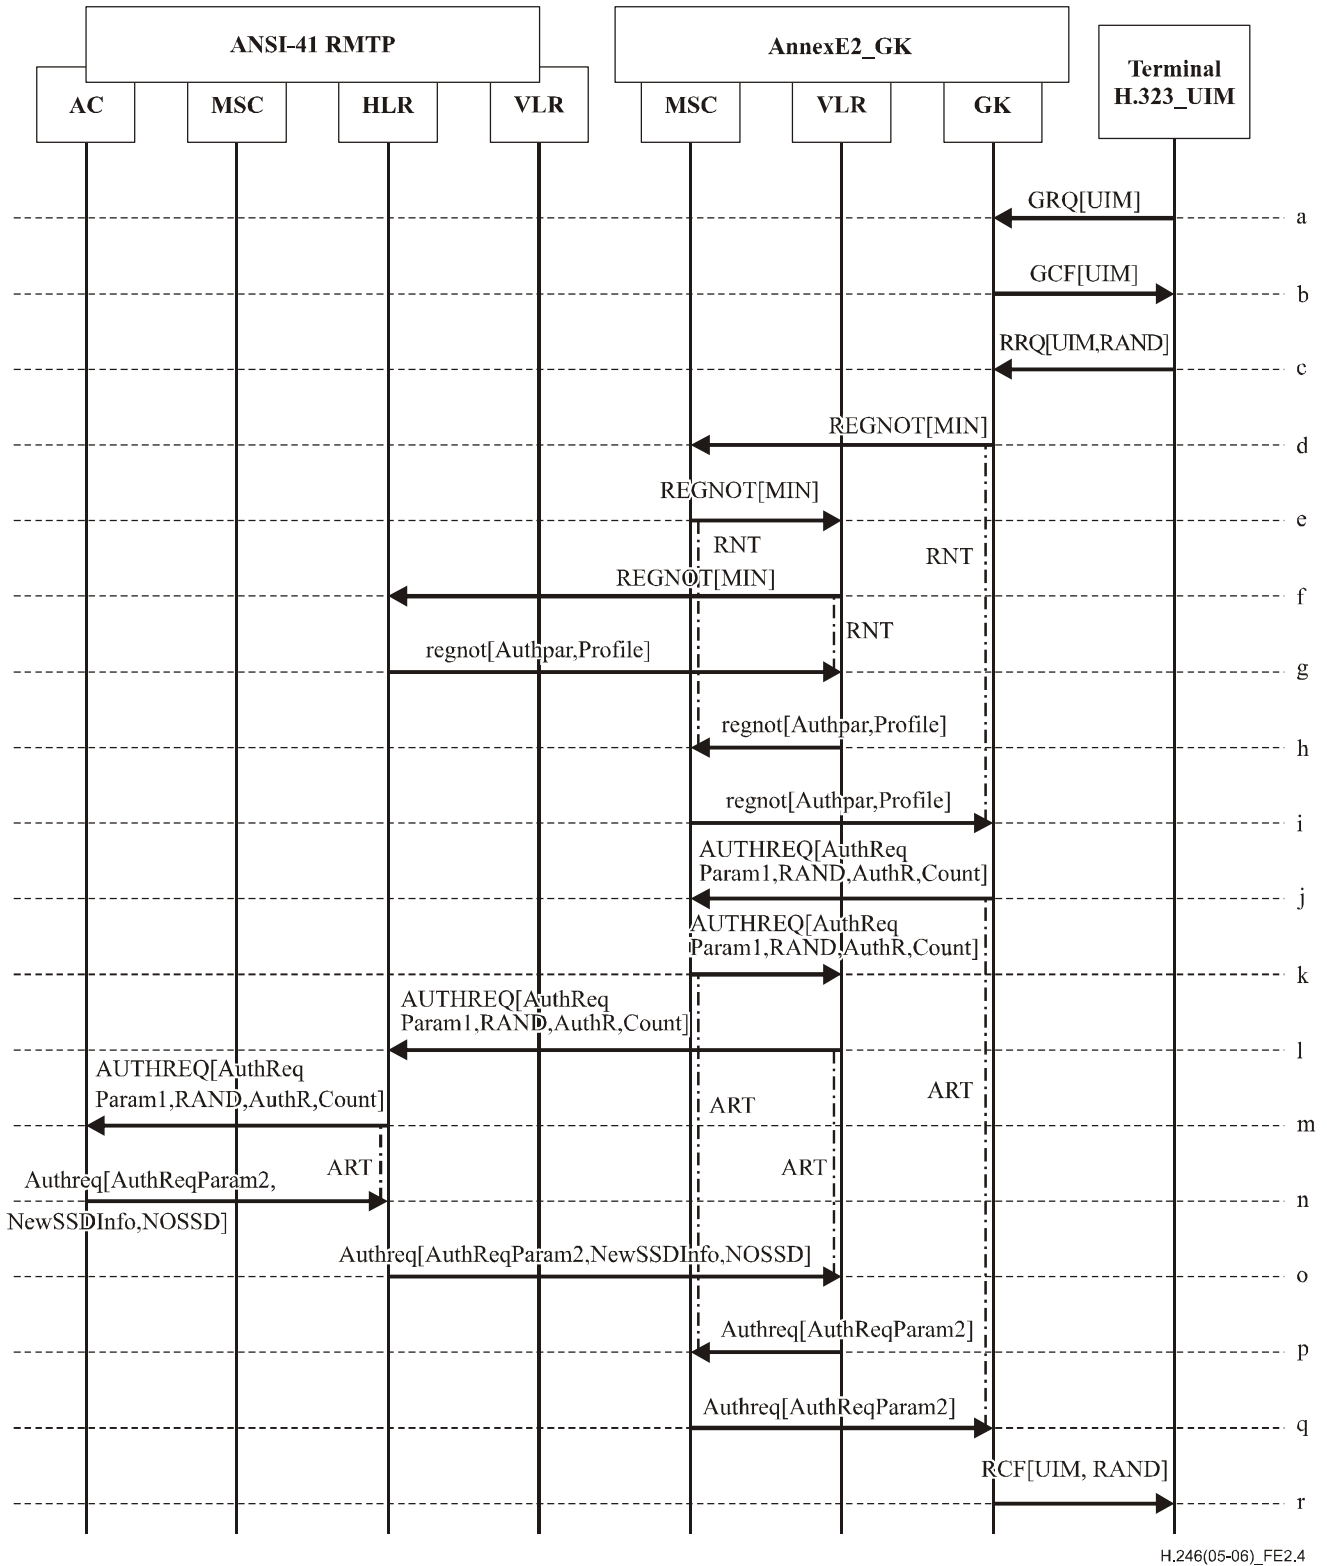 ANSI-41 RMTP
AnnexE2_GK
Terminal
H.323_UIM
AC
MSC
HLR
VLR
MSC
VLR
GK
GRQ[UIM]
a
GCF[UIM]
b
RRQ[UIM,RAND]
c
REGNOT[MIN]
d
REGNOT[MIN]
e
RNT
RNT
REGNOT[MIN]
f
RNT
regnot[Authpar,Profile]
g
regnot[Authpar,Profile]
h
regnot[Authpar,Profile]
i
AUTHREQ[AuthReq
Param1,RAND,AuthR,Count]
j
AUTHREQ[AuthReq
Param1,RAND,AuthR,Count]
k
AUTHREQ[AuthReq
Param1,RAND,AuthR,Count]
l
AUTHREQ[AuthReq
Param1,RAND,AuthR,Count]
ART
ART
m
ART
ART
Authreq[AuthReqParam2,
n
NewSSDInfo,NOSSD]
Authreq[AuthReqParam2,NewSSDInfo,NOSSD]
o
Authreq[AuthReqParam2]
p
Authreq[AuthReqParam2]
q
RCF[UIM, RAND]
r
H.246(05-06)_FE2.4